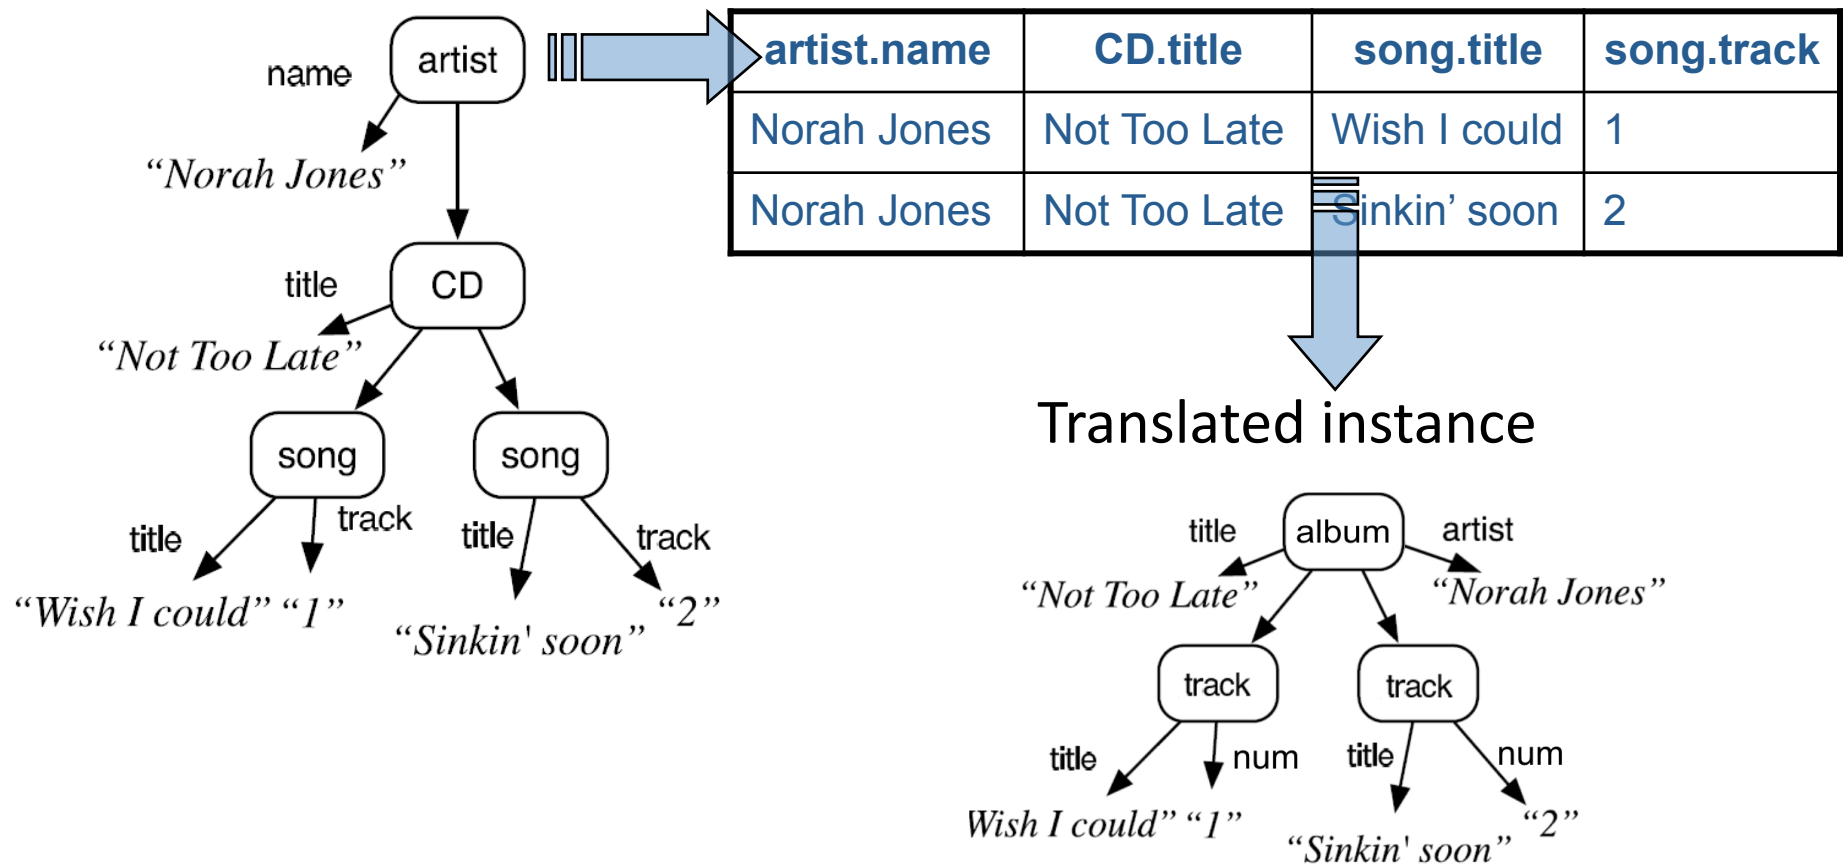 name
artist
“Norah Jones”
title
CD
“Not Too Late”
song
song
title
track
title
track
“Wish I could” “1”
“Sinkin' soon”
“2”
artist.name CD.title song.title song.track
Norah Jones Not Too Late Wish I could 1
Norah Jones Not Too Late Sinkin’ soon 2
Translated instance
title
album
artist
“Not Too Late”
“Norah Jones”
track
track
title
num
title
num
Wish I could” “1”
“Sinkin' soon”
“2”